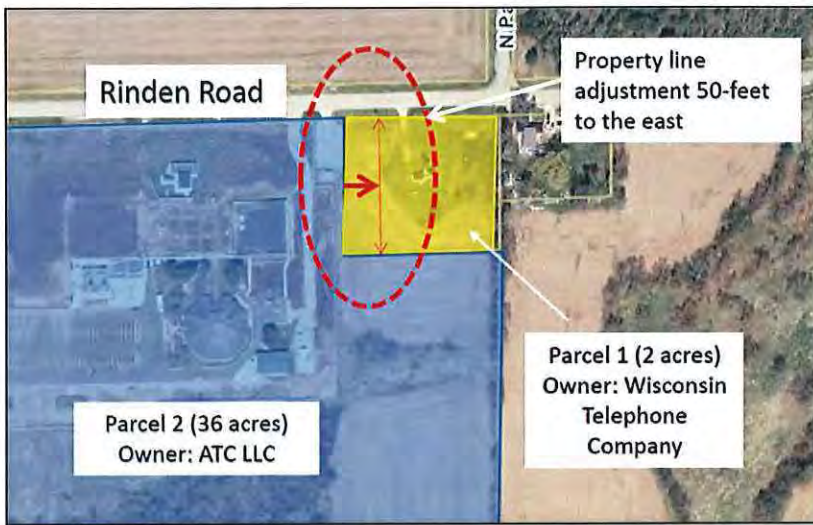 N Pa
Rinden Road
Property line
adjustment 50-feet
to the east
Parcel 1 (2 acres)
Owner: Wisconsin
Telephone
Company
Parcel 2 (36 acres)
Owner: ATC LLC